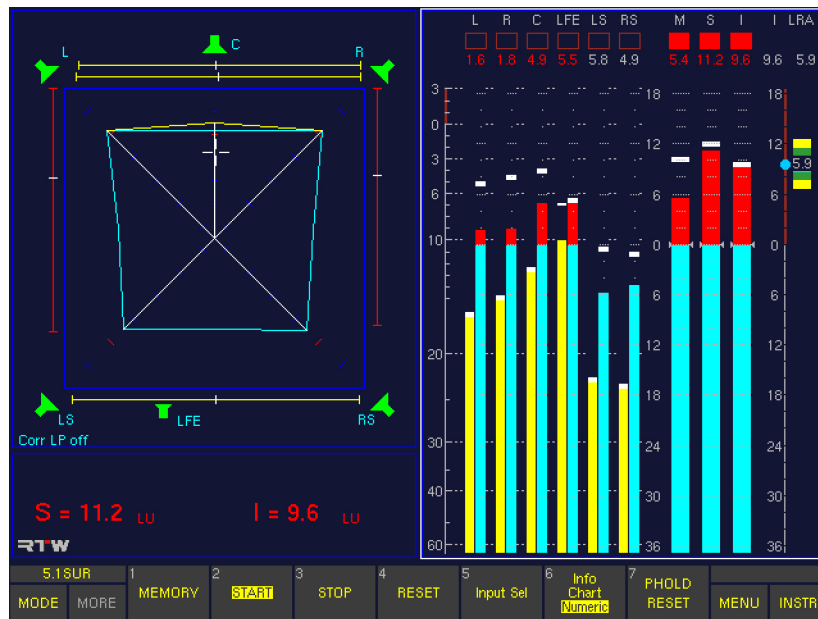 L R C LFE LS RS M S I I LRA
1.6 1.8 4.9 5.5 5.8 4.9 5.4 11.2 9.6 9.6 5.9
C
L
R
3
0
3
6
10
20
30
40
60
18
12
6
0
6
12
18
24
30
36
18
12
6
0
6
12
18
24
30
36
5.9
LS
LFE
RS
Corr LP off
S = 11.2 LU I = 9.6 LU
RTW
5.1SUR
MODE MORE
1 MEMORY
2 START
3 STOP
4 RESET
5 Input Sel
6 Info
Chart
Numeric
7 PHOLD
RESET
MENU INSTR